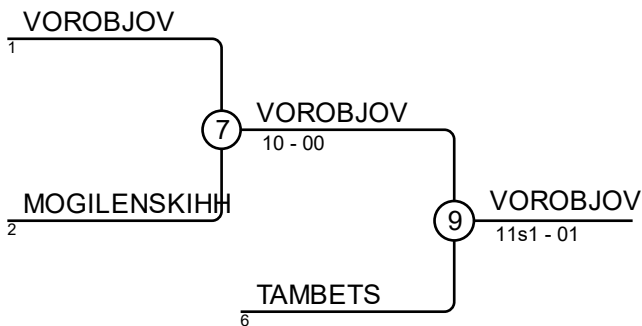 VOROBJOV
1
7
VOROBJOV
10 - 00
MOGILENSKIHH
2
9
VOROBJOV
11s1 - 01
TAMBETS
6